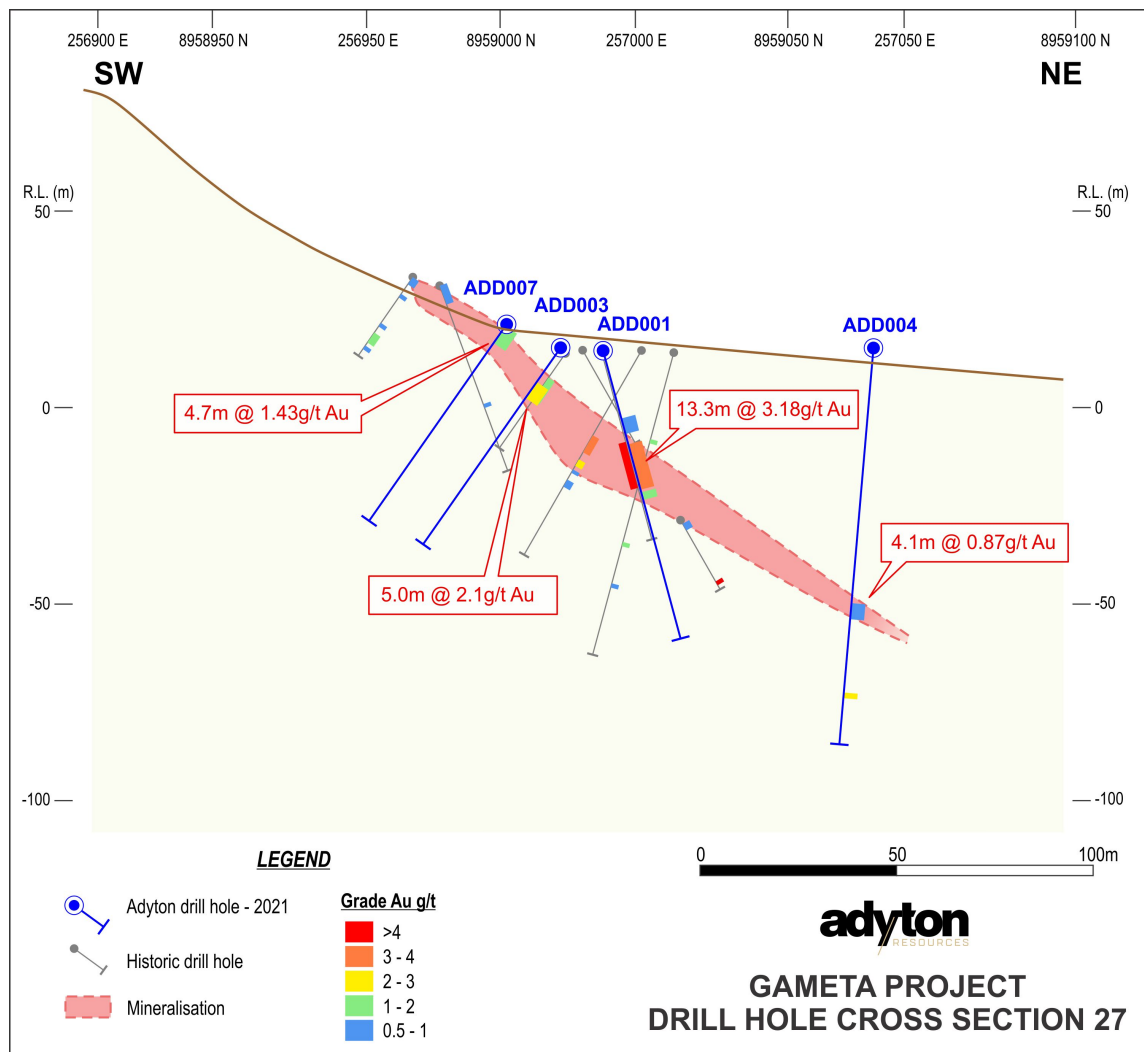 256900 E
8958950 N
256950 E
8959000 N
257000 E
8959050 N
257050 E
8959100 N
SW
NE
R.L. (m)
R.L. (m)
50
50
ADD007
ADD003
ADD001
ADD004
0
0
4.7m @ 1.43g/t Au
13.3m @ 3.18g/t Au
4.1m @ 0.87g/t Au
5.0m @ 2.1g/t Au
-50
-50
-100
-100
LEGEND
Adyton drill hole - 2021
Historic drill hole
Mineralisation
Grade Au g/t
>4
3 - 4
2 - 3
1 - 2
0.5 - 1
0
50
100m
adyton
RESOURCES
GAMETA PROJECT
DRILL HOLE CROSS SECTION 27